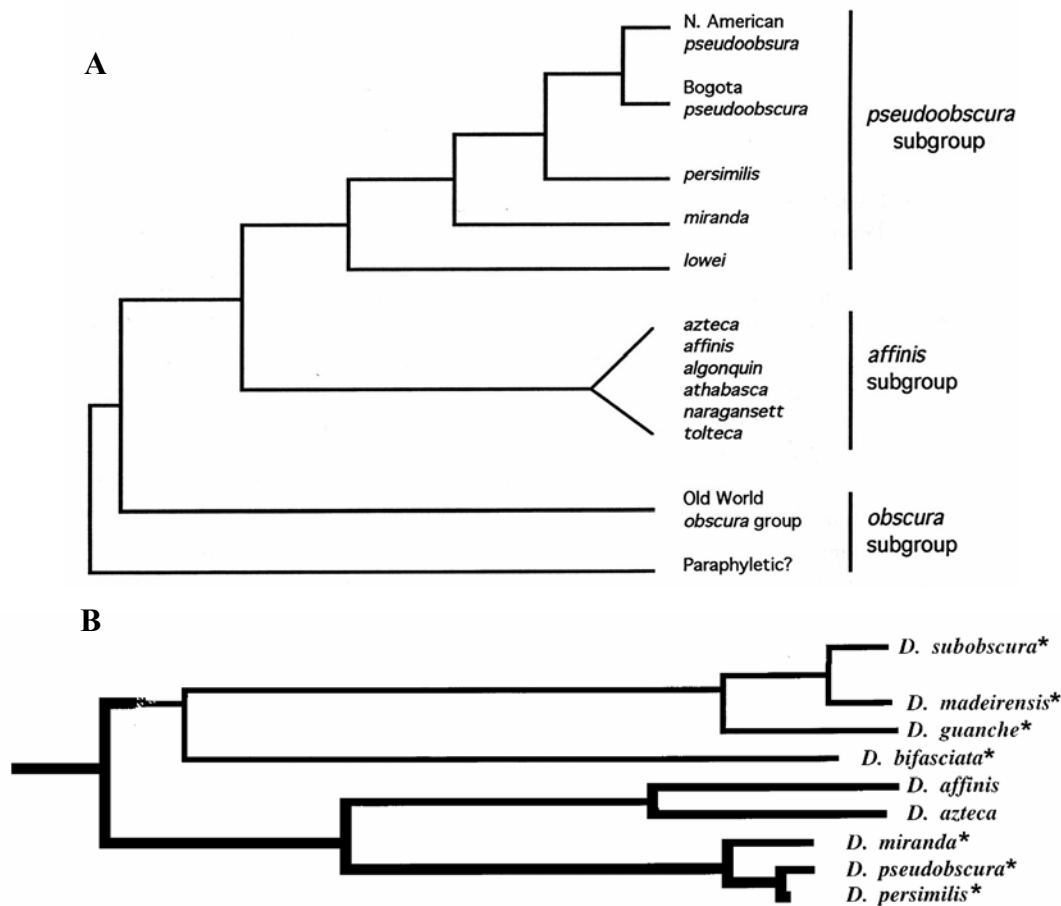 A
N. American
pseudoobsura
Bogota
pseudoobscura
persimilis
miranda
lowei
pseudoobscura
subgroup
azteca
affinis
algonquin
athabasca
naragansett
tolteca
affinis
subgroup
Old World
obscura group
Paraphyletic?
obscura
subgroup
B
D. subobscura*
D. madeirensis*
D. guanche*
D. bifasciata*
D. affinis
D. azteca
D. miranda*
D. pseudobscura*
D. persimilis*